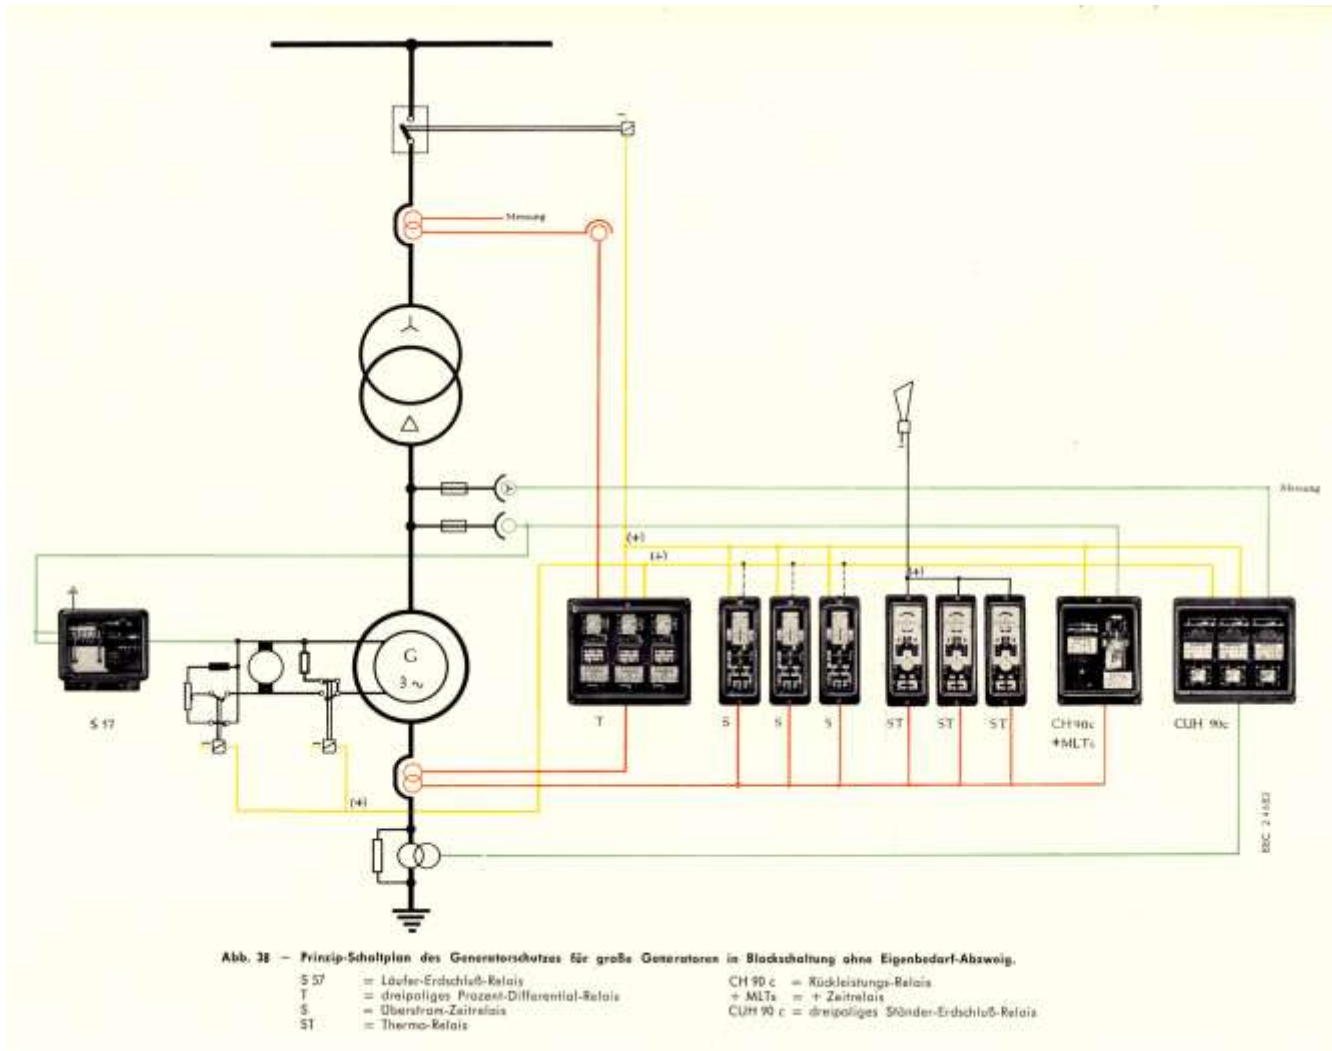 Messung
Messung
(+)
(+)
(+)
G
3 ~
S 57
T
S
S
S
ST
ST
ST
CH 90c
+MLTs
CUH 90c
(+)
BBC 2 4682
Abb. 38 – Prinzip-Schaltplan des Generatorschutzes für große Generatoren in Blockschaltung ohne Eigenbedarf-Abzweig.
S 57 = Läufer-Erdschluß-Relais
T = dreipoliges Prozent-Differential-Relais
S = Überstrom-Zeitrelais
ST = Thermo-Relais
CH 90 c = Rückleistungs-Relais
+ MLTs = + Zeitrelais
CUH 90 c = dreipoliges Ständer-Erdschluß-Relais